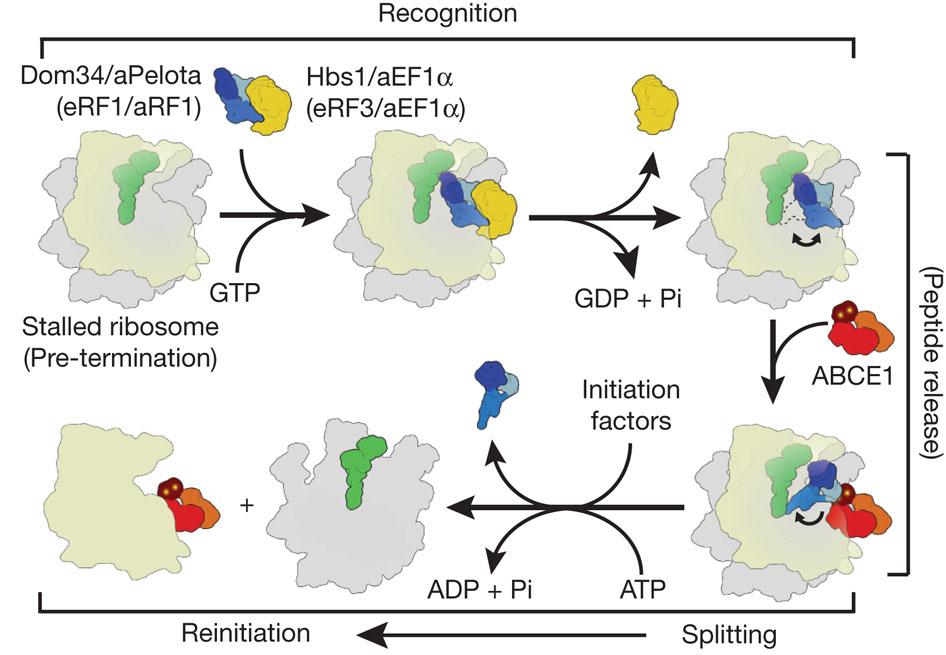 Recognition
Dom34/aPelota
(eRF1/aRF1)
Hbs1/aEF1α
(eRF3/aEF1α)
GTP
GDP + Pi
Stalled ribosome
(Pre-termination)
ABCE1
(Peptide release)
Initiation
factors
+
ADP + Pi
ATP
Reinitiation
Splitting